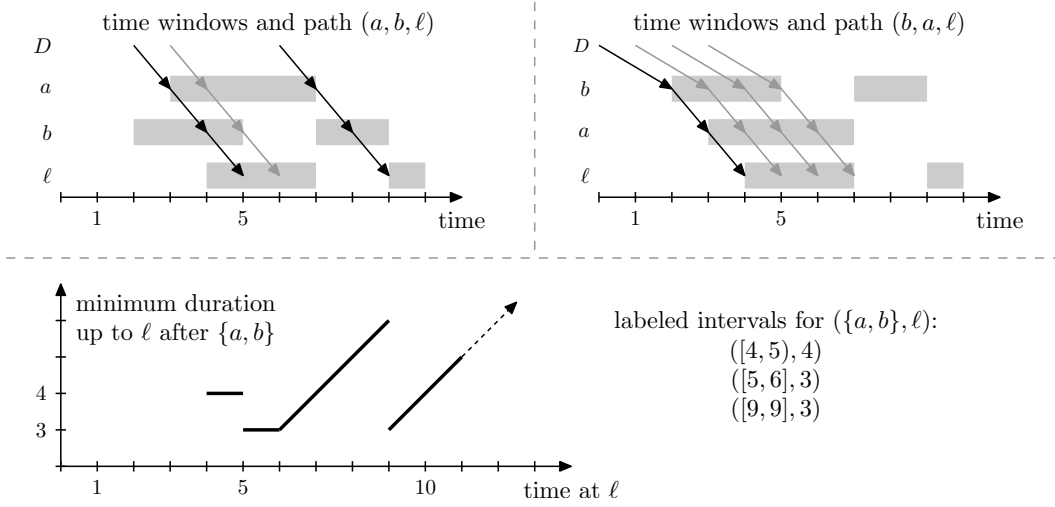 time windows and path (a, b, ℓ)
D
a
b
ℓ
1
5
time
time windows and path (b, a, ℓ)
D
b
a
ℓ
1
5
time
minimum duration
up to ℓ after {a, b}
4
3
1
5
10
time at ℓ
labeled intervals for ({a, b}, ℓ):
([4, 5), 4)
([5, 6], 3)
([9, 9], 3)